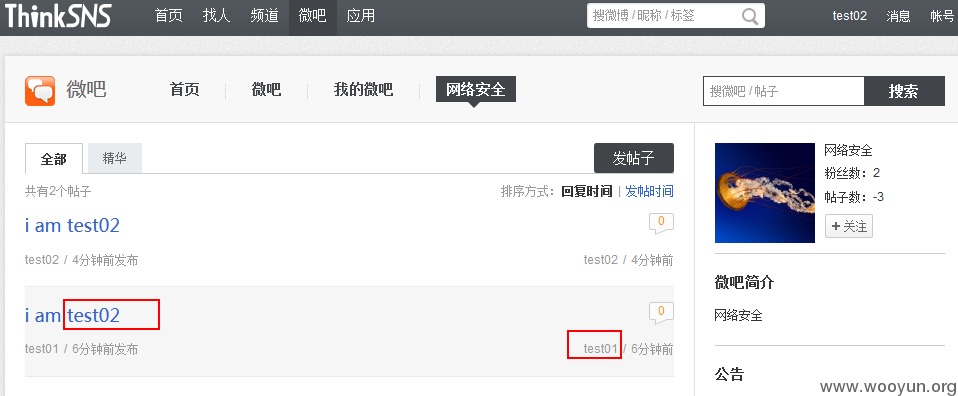 ThinkSNS 首页 找人 频道 微吧 应用 搜微博 / 昵称 / 标签 test02 消息 帐号
微吧 首页 微吧 我的微吧 网络安全 搜微吧 / 帖子 搜索
全部 精华 发帖子
共有2个帖子 排序方式：回复时间 | 发帖时间
i am test02 0
test02 / 4分钟前发布 test02 / 4分钟前
i am test02 0
test01 / 6分钟前发布 test01 / 6分钟前
网络安全
粉丝数：2
帖子数：-3
+ 关注
微吧简介
网络安全
公告
www.wooyun.org